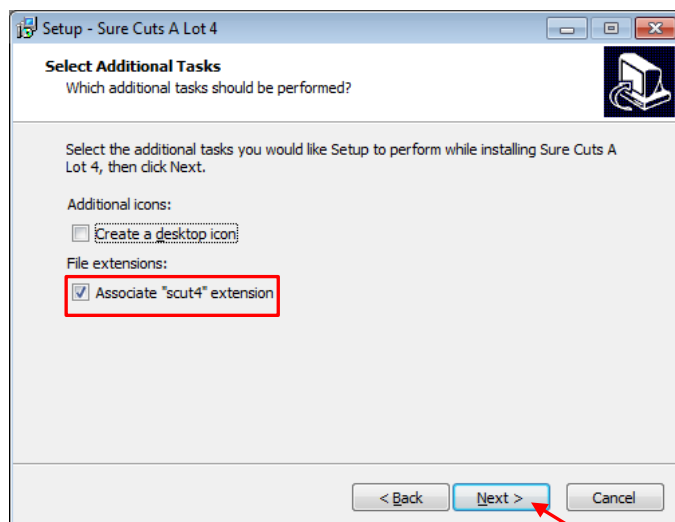 Setup - Sure Cuts A Lot 4
Select Additional Tasks
Which additional tasks should be performed?
Select the additional tasks you would like Setup to perform while installing Sure Cuts A
Lot 4, then click Next.
Additional icons:
Create a desktop icon
File extensions:
Associate "scut4" extension
< Back Next > Cancel